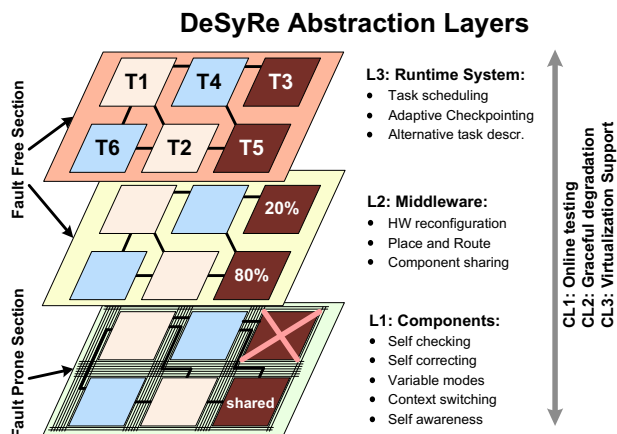 DeSyRe Abstraction Layers
Fault Free Section
T1
T4
T3
T6
T2
T5
L3: Runtime System:
• Task scheduling
• Adaptive Checkpointing
• Alternative task descr.
20%
80%
L2: Middleware:
• HW reconfiguration
• Place and Route
• Component sharing
Fault Prone Section
shared
L1: Components:
• Self checking
• Self correcting
• Variable modes
• Context switching
• Self awareness
CL1: Online testing
CL2: Graceful degradation
CL3: Virtualization Support